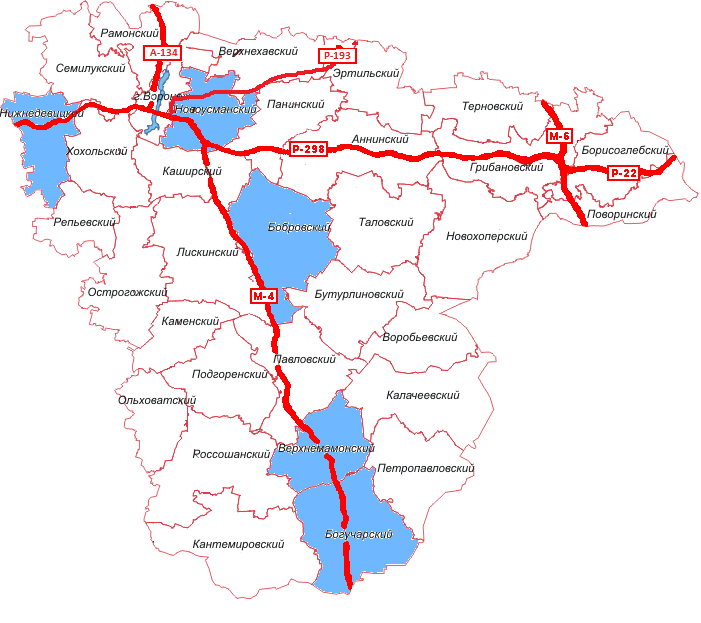 Рамонский
А-134
Верхнехавский
Р-193
Семилукский
Эртильский
г.Воронеж
Нижнедевицкий
Новоусманский
Панинский
Терновский
М-6
Аннинский
Хохольский
Р-298
Борисоглебский
Каширский
Грибановский
Р-22
Репьевский
Бобровский
Таловский
Поворинский
Новохоперский
Лискинский
Острогожский
М-4
Бутурлиновский
Каменский
Воробьевский
Павловский
Подгоренский
Ольховатский
Калачеевский
Россошанский
Верхнемамонский
Петропавловский
Богучарский
Кантемировский